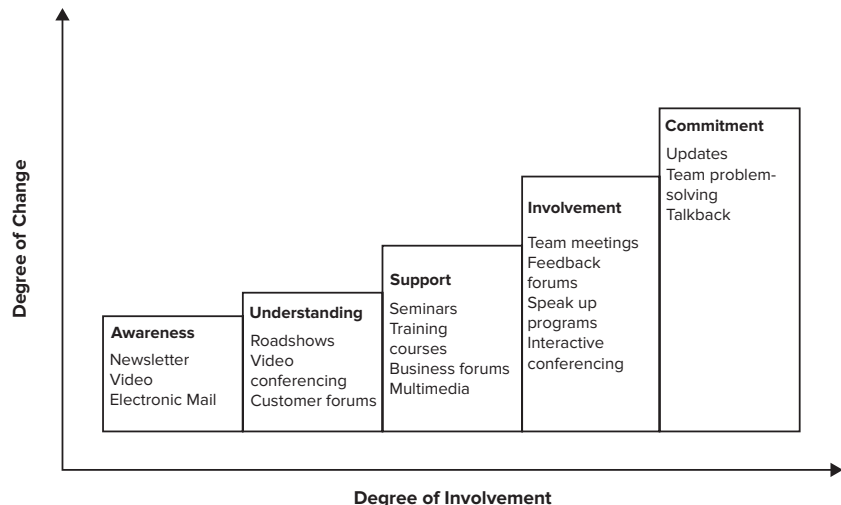 Degree of Change
Awareness
Newsletter
Video
Electronic Mail
Understanding
Roadshows
Video
conferencing
Customer forums
Support
Seminars
Training
courses
Business forums
Multimedia
Involvement
Team meetings
Feedback
forums
Speak up
programs
Interactive
conferencing
Commitment
Updates
Team problem-
solving
Talkback
Degree of Involvement